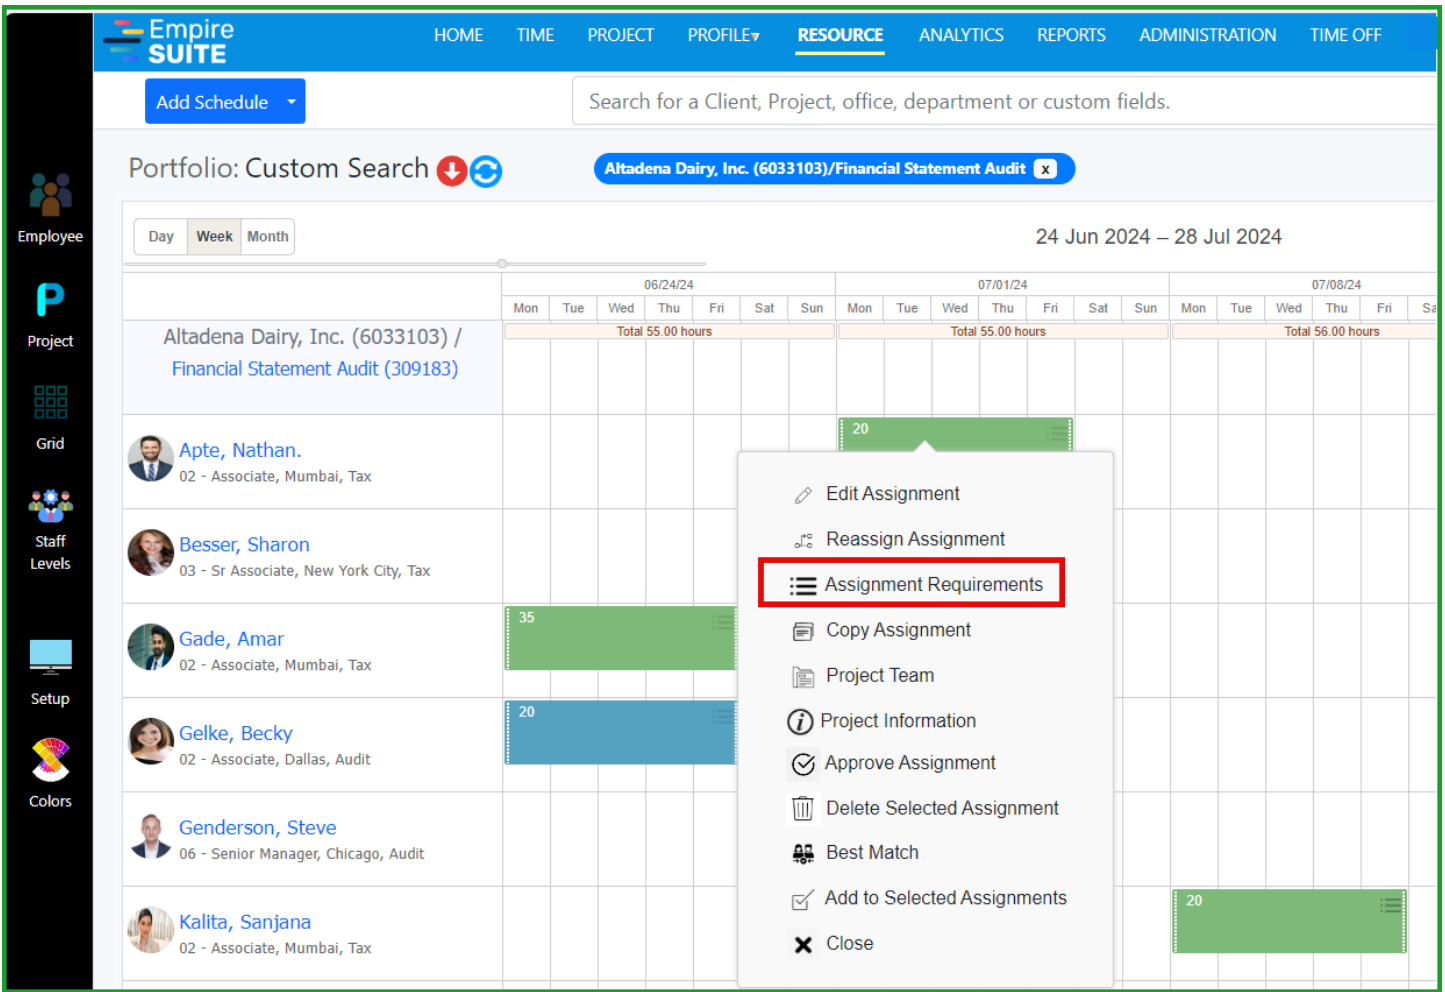 Empire
SUITE
HOME TIME PROJECT PROFILE RESOURCE ANALYTICS REPORTS ADMINISTRATION TIME OFF
Add Schedule
Search for a Client, Project, office, department or custom fields.
Portfolio: Custom Search
Altadena Dairy, Inc. (6033103)/Financial Statement Audit x
Employee
Project
Grid
Staff
Levels
Setup
Colors
Day Week Month
24 Jun 2024 – 28 Jul 2024
06/24/24 07/01/24 07/08/24
Mon Tue Wed Thu Fri Sat Sun Mon Tue Wed Thu Fri Sat Sun Mon Tue Wed Thu Fri Sa
Total 55.00 hours Total 55.00 hours Total 56.00 hours
Altadena Dairy, Inc. (6033103) /
Financial Statement Audit (309183)
20
Apte, Nathan.
02 - Associate, Mumbai, Tax
Besser, Sharon
03 - Sr Associate, New York City, Tax
35
Gade, Amar
02 - Associate, Mumbai, Tax
20
Gelke, Becky
02 - Associate, Dallas, Audit
Genderson, Steve
06 - Senior Manager, Chicago, Audit
20
Kalita, Sanjana
02 - Associate, Mumbai, Tax
Edit Assignment
Reassign Assignment
Assignment Requirements
Copy Assignment
Project Team
Project Information
Approve Assignment
Delete Selected Assignment
Best Match
Add to Selected Assignments
Close